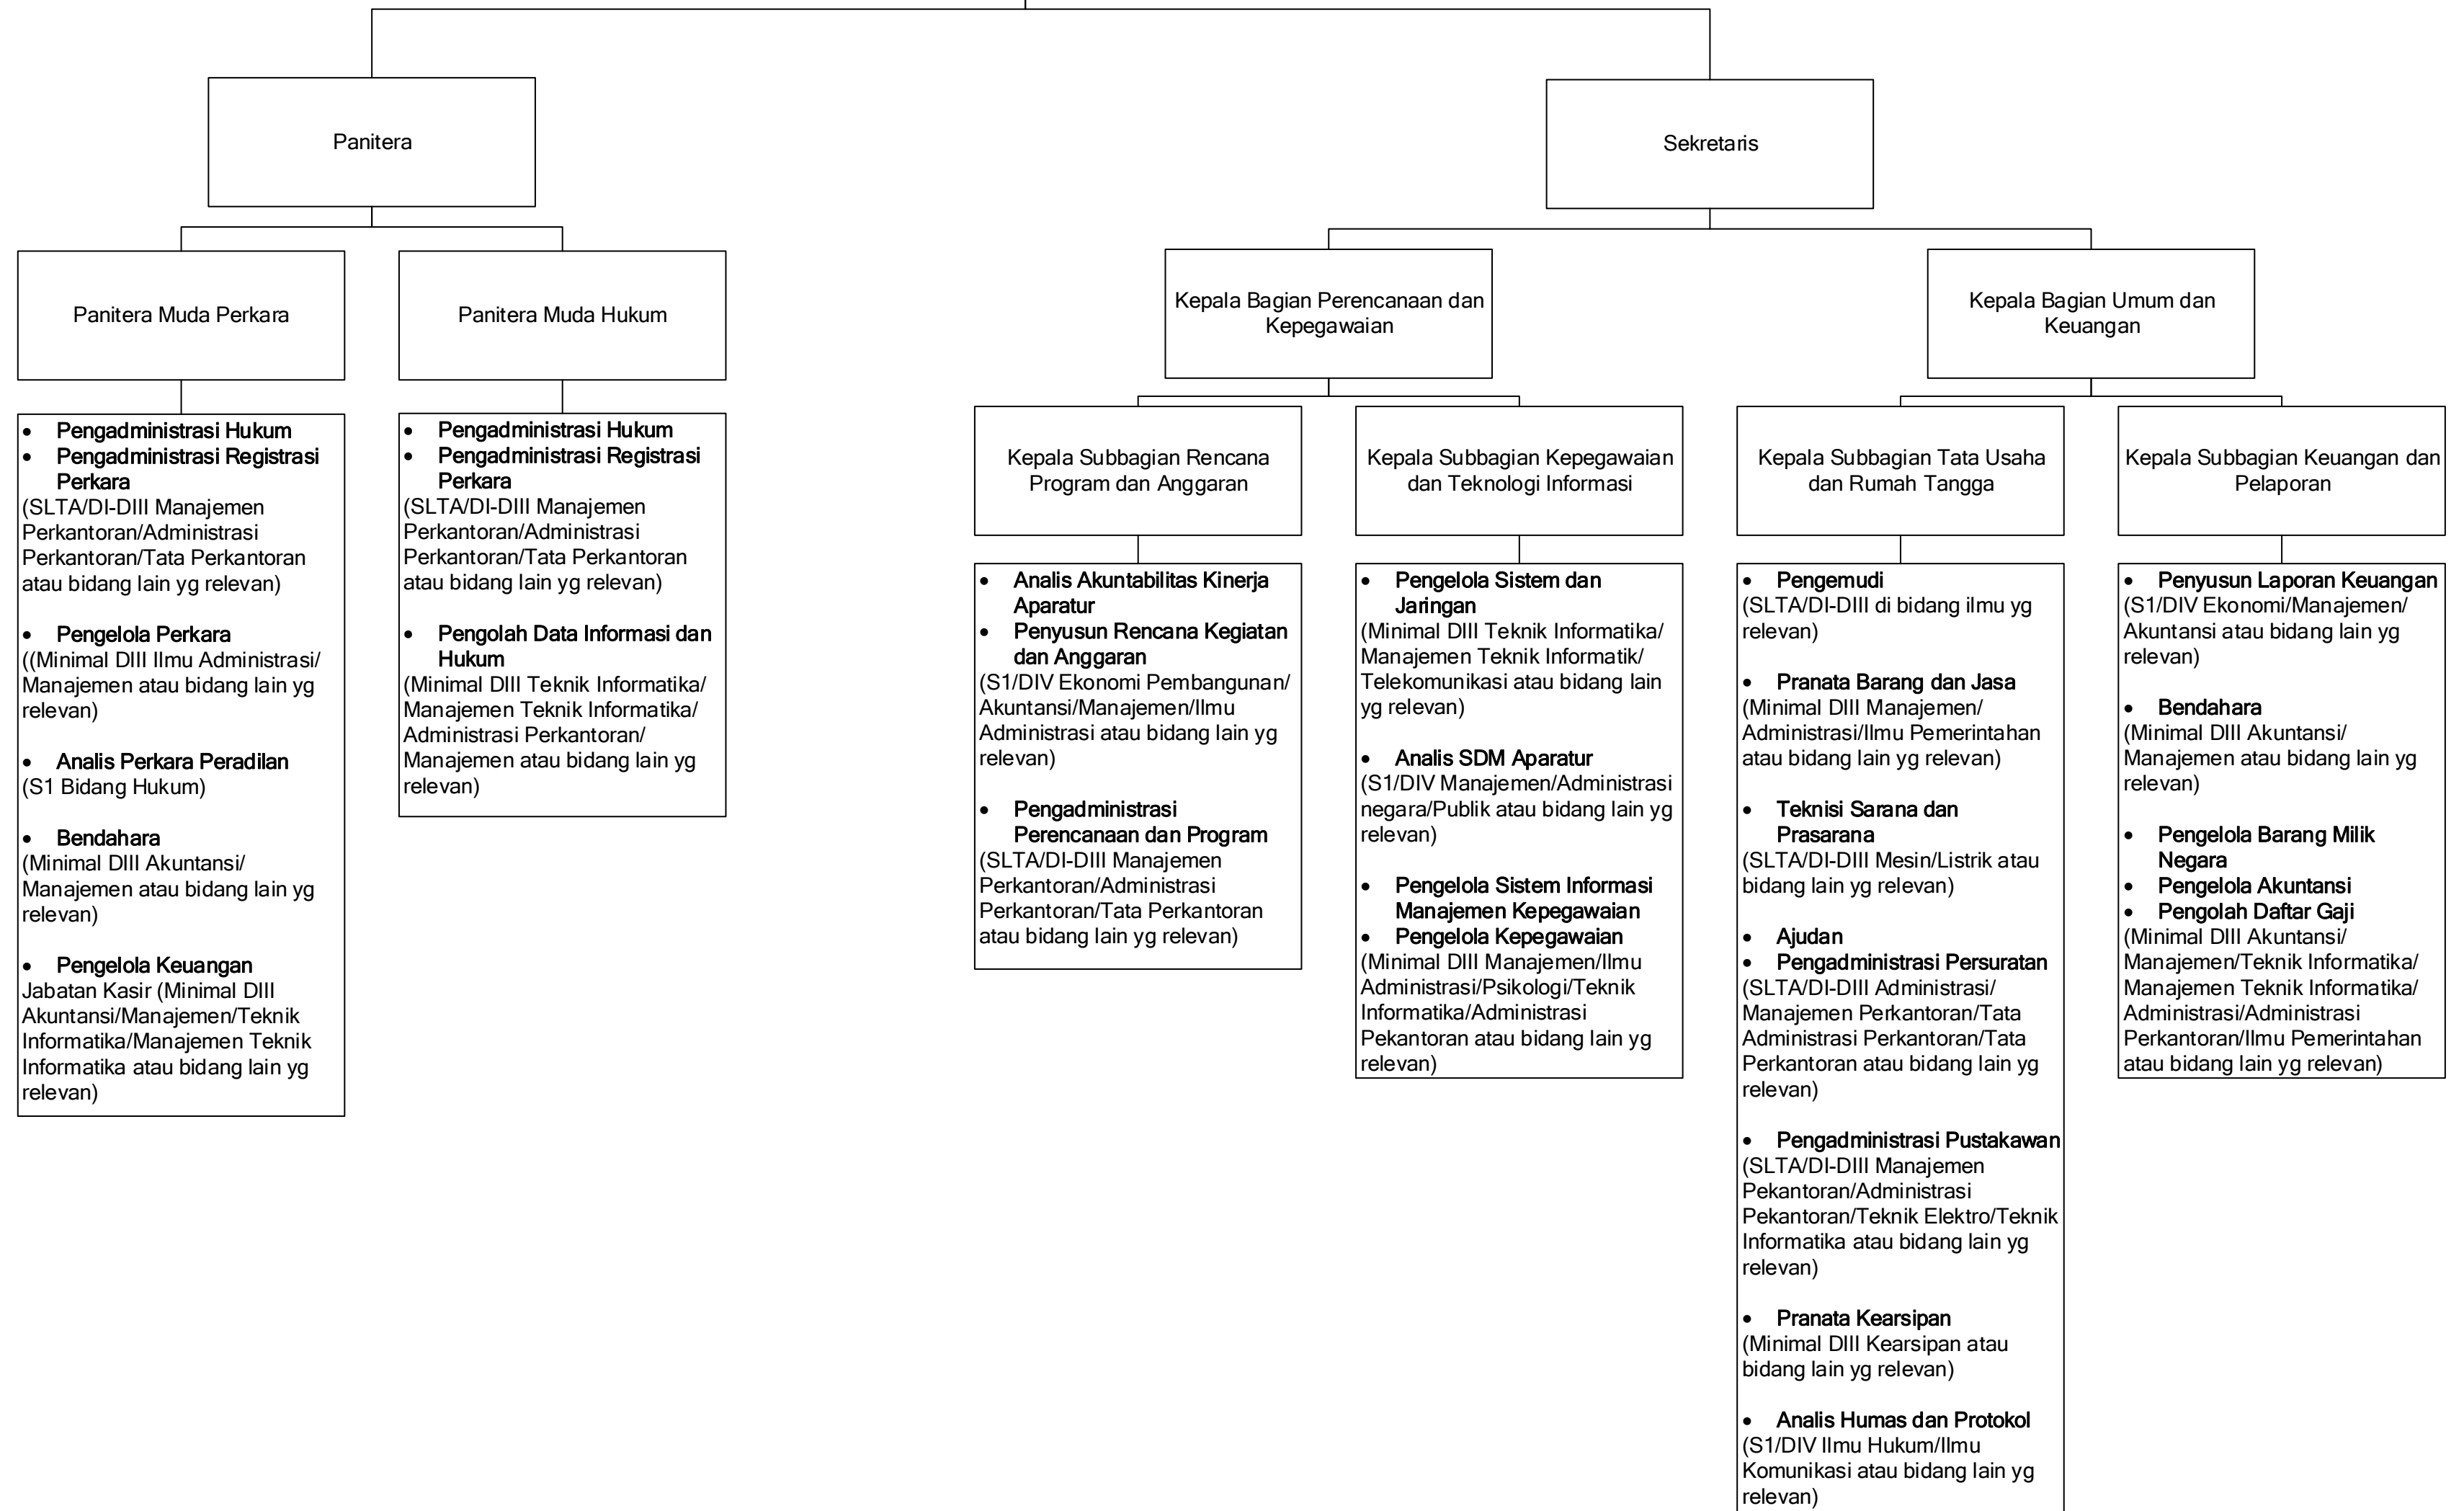 Panitera
Sekretaris
Panitera Muda Perkara
Panitera Muda Hukum
Kepala Bagian Perencanaan dan
Kepegawaian
Kepala Bagian Umum dan
Keuangan
• Pengadministrasi Hukum
• Pengadministrasi Registrasi
Perkara
(SLTA/DI-DIII Manajemen
Perkantoran/Administrasi
Perkantoran/Tata Perkantoran
atau bidang lain yg relevan)
• Pengelola Perkara
((Minimal DIII Ilmu Administrasi/
Manajemen atau bidang lain yg
relevan)
• Analis Perkara Peradilan
(S1 Bidang Hukum)
• Bendahara
(Minimal DIII Akuntansi/
Manajemen atau bidang lain yg
relevan)
• Pengelola Keuangan
Jabatan Kasir (Minimal DIII
Akuntansi/Manajemen/Teknik
Informatika/Manajemen Teknik
Informatika atau bidang lain yg
relevan)
• Pengadministrasi Hukum
• Pengadministrasi Registrasi
Perkara
(SLTA/DI-DIII Manajemen
Perkantoran/Administrasi
Perkantoran/Tata Perkantoran
atau bidang lain yg relevan)
• Pengolah Data Informasi dan
Hukum
(Minimal DIII Teknik Informatika/
Manajemen Teknik Informatika/
Administrasi Perkantoran/
Manajemen atau bidang lain yg
relevan)
Kepala Subbagian Rencana
Program dan Anggaran
Kepala Subbagian Kepegawaian
dan Teknologi Informasi
Kepala Subbagian Tata Usaha
dan Rumah Tangga
Kepala Subbagian Keuangan dan
Pelaporan
• Analis Akuntabilitas Kinerja
Aparatur
• Penyusun Rencana Kegiatan
dan Anggaran
(S1/DIV Ekonomi Pembangunan/
Akuntansi/Manajemen/Ilmu
Administrasi atau bidang lain yg
relevan)
• Pengadministrasi
Perencanaan dan Program
(SLTA/DI-DIII Manajemen
Perkantoran/Administrasi
Perkantoran/Tata Perkantoran
atau bidang lain yg relevan)
• Pengelola Sistem dan
Jaringan
(Minimal DIII Teknik Informatika/
Manajemen Teknik Informatik/
Telekomunikasi atau bidang lain
yg relevan)
• Analis SDM Aparatur
(S1/DIV Manajemen/Administrasi
negara/Publik atau bidang lain yg
relevan)
• Pengelola Sistem Informasi
Manajemen Kepegawaian
• Pengelola Kepegawaian
(Minimal DIII Manajemen/Ilmu
Administrasi/Psikologi/Teknik
Informatika/Administrasi
Pekantoran atau bidang lain yg
relevan)
• Pengemudi
(SLTA/DI-DIII di bidang ilmu yg
relevan)
• Pranata Barang dan Jasa
(Minimal DIII Manajemen/
Administrasi/Ilmu Pemerintahan
atau bidang lain yg relevan)
• Teknisi Sarana dan
Prasarana
(SLTA/DI-DIII Mesin/Listrik atau
bidang lain yg relevan)
• Ajudan
• Pengadministrasi Persuratan
(SLTA/DI-DIII Administrasi/
Manajemen Perkantoran/Tata
Administrasi Perkantoran/Tata
Perkantoran atau bidang lain yg
relevan)
• Pengadministrasi Pustakawan
(SLTA/DI-DIII Manajemen
Pekantoran/Administrasi
Pekantoran/Teknik Elektro/Teknik
Informatika atau bidang lain yg
relevan)
• Pranata Kearsipan
(Minimal DIII Kearsipan atau
bidang lain yg relevan)
• Analis Humas dan Protokol
(S1/DIV Ilmu Hukum/Ilmu
Komunikasi atau bidang lain yg
relevan)
• Penyusun Laporan Keuangan
(S1/DIV Ekonomi/Manajemen/
Akuntansi atau bidang lain yg
relevan)
• Bendahara
(Minimal DIII Akuntansi/
Manajemen atau bidang lain yg
relevan)
• Pengelola Barang Milik
Negara
• Pengelola Akuntansi
• Pengolah Daftar Gaji
(Minimal DIII Akuntansi/
Manajemen/Teknik Informatika/
Manajemen Teknik Informatika/
Administrasi/Administrasi
Perkantoran/Ilmu Pemerintahan
atau bidang lain yg relevan)